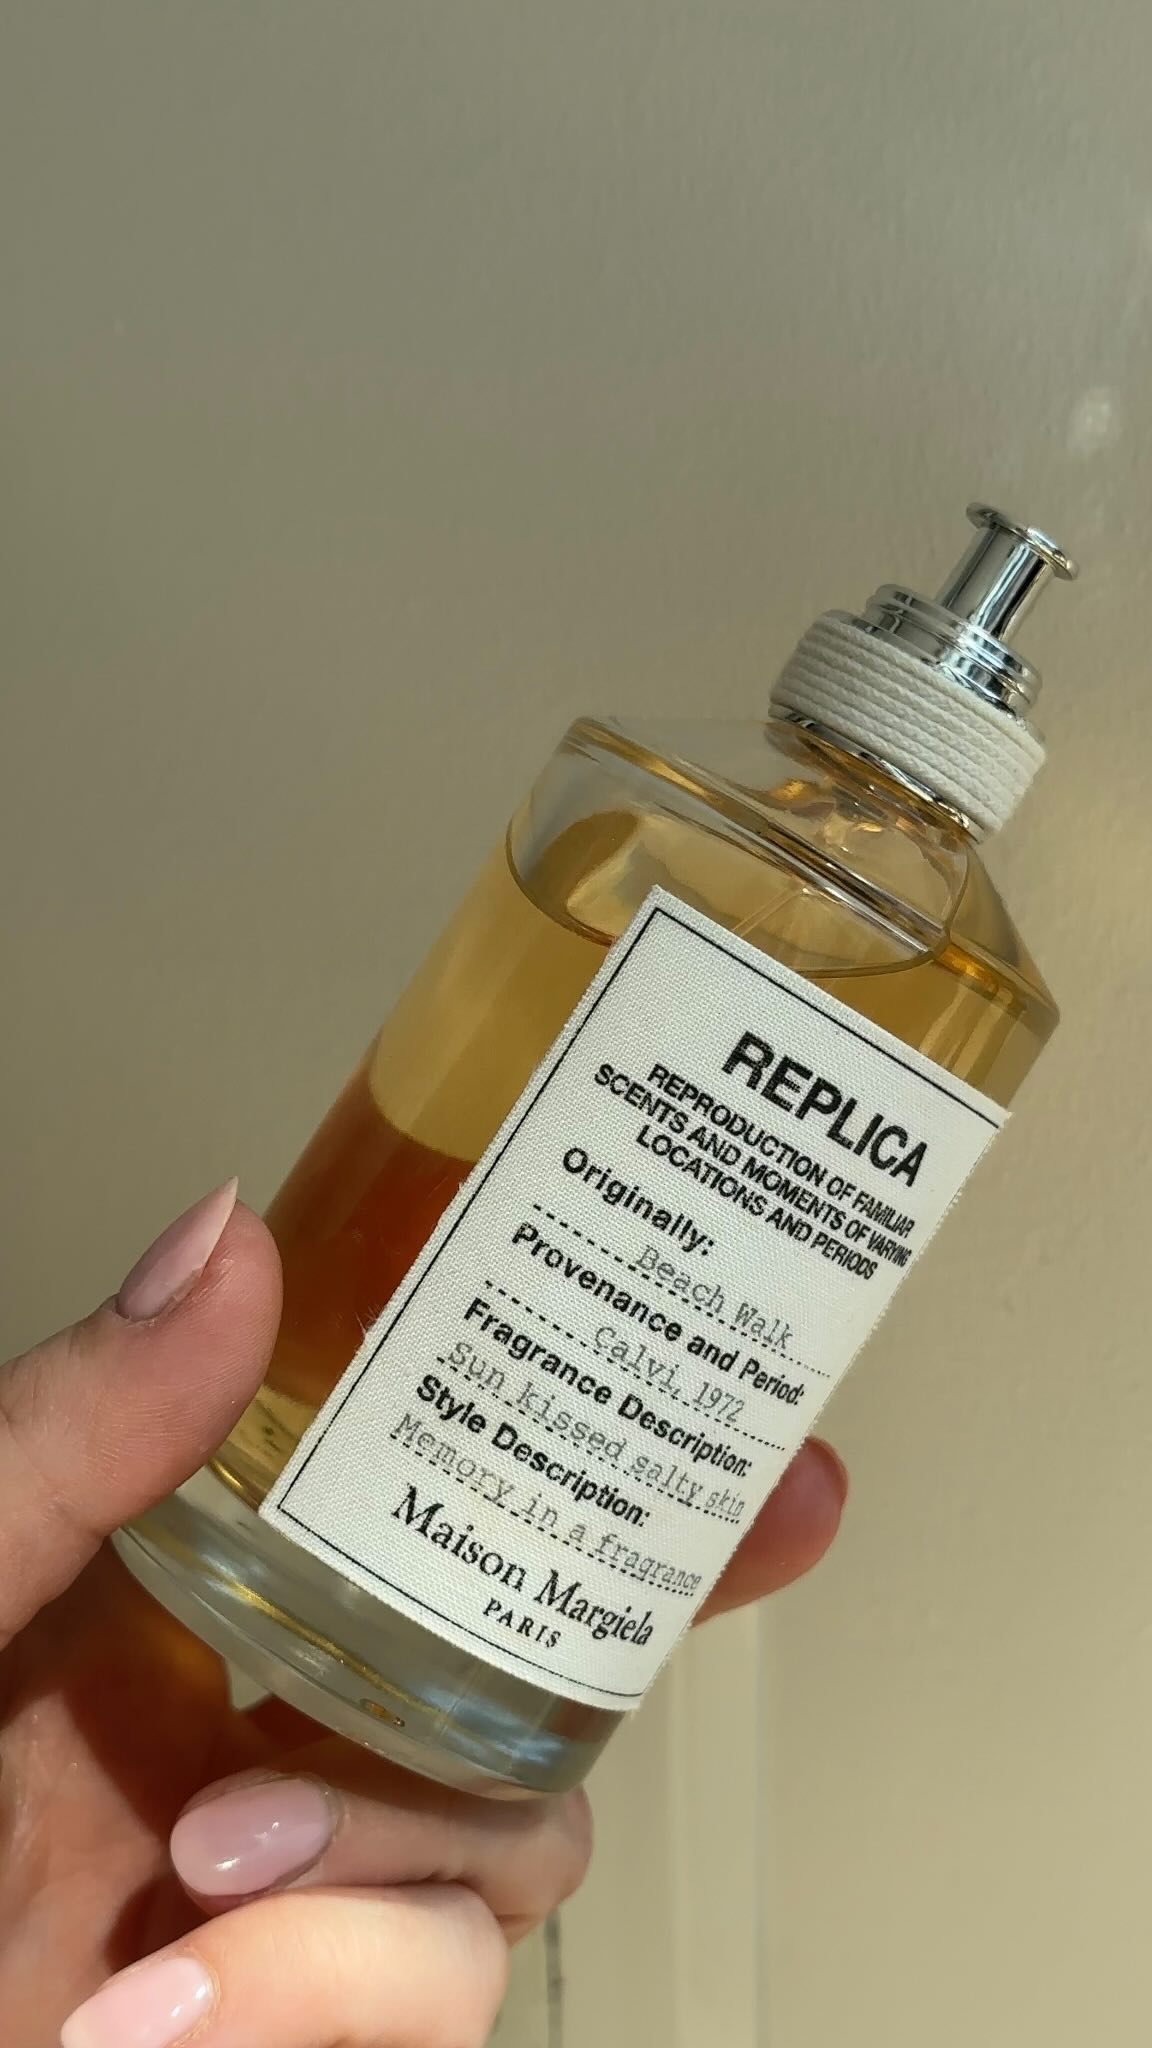 REPLICA
REPRODUCTION OF FAMILIAR
SCENTS AND MOMENTS OF VARYING
LOCATIONS AND PERIODS
Originally:
Beach Walk
Provenance and Period:
Calvi, 1972
Fragrance Description:
Sun kissed salty skin
Style Description:
Memory in a fragrance
Maison Margiela
PARIS